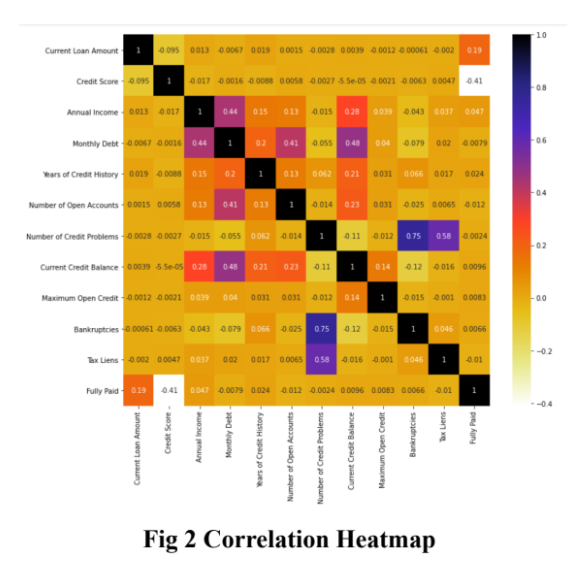 Current Loan Amount 1 -0.095 0.013 -0.0067 0.019 0.0015 -0.0028 0.0039 -0.0012 -0.00061 -0.002 0.19
Credit Score -0.095 1 -0.017 -0.0016 -0.0088 0.0058 -0.0027 -5.5e-05 -0.0021 -0.0063 0.0047 -0.41
Annual Income 0.013 -0.017 1 0.44 0.15 0.13 -0.015 0.28 0.039 -0.043 0.037 0.047
Monthly Debt -0.0067 -0.0016 0.44 1 0.2 0.41 -0.055 0.48 0.04 -0.079 0.02 -0.0079
Years of Credit History 0.019 -0.0088 0.15 0.2 1 0.13 0.062 0.21 0.031 0.066 0.017 0.024
Number of Open Accounts 0.0015 0.0058 0.13 0.41 0.13 1 -0.014 0.23 0.031 -0.025 0.0065 -0.012
Number of Credit Problems -0.0028 -0.0027 -0.015 -0.055 0.062 -0.014 1 -0.11 -0.012 0.75 0.58 -0.0024
Current Credit Balance 0.0039 -5.5e-05 0.28 0.48 0.21 0.23 -0.11 1 0.14 -0.12 -0.016 0.0096
Maximum Open Credit -0.0012 -0.0021 0.039 0.04 0.031 0.031 -0.012 0.14 1 -0.015 -0.001 0.0083
Bankruptcies -0.00061 -0.0063 -0.043 -0.079 0.066 -0.025 0.75 -0.12 -0.015 1 0.046 0.0066
Tax Liens -0.002 0.0047 0.037 0.02 0.017 0.0065 0.58 -0.016 -0.001 0.046 1 -0.01
Fully Paid 0.19 -0.41 0.047 -0.0079 0.024 -0.012 -0.0024 0.0096 0.0083 0.0066 -0.01 1
Current Loan Amount
Credit Score
Annual Income
Monthly Debt
Years of Credit History
Number of Open Accounts
Number of Credit Problems
Current Credit Balance
Maximum Open Credit
Bankruptcies
Tax Liens
Fully Paid
1.0
0.8
0.6
0.4
0.2
0.0
-0.2
-0.4
Fig 2 Correlation Heatmap